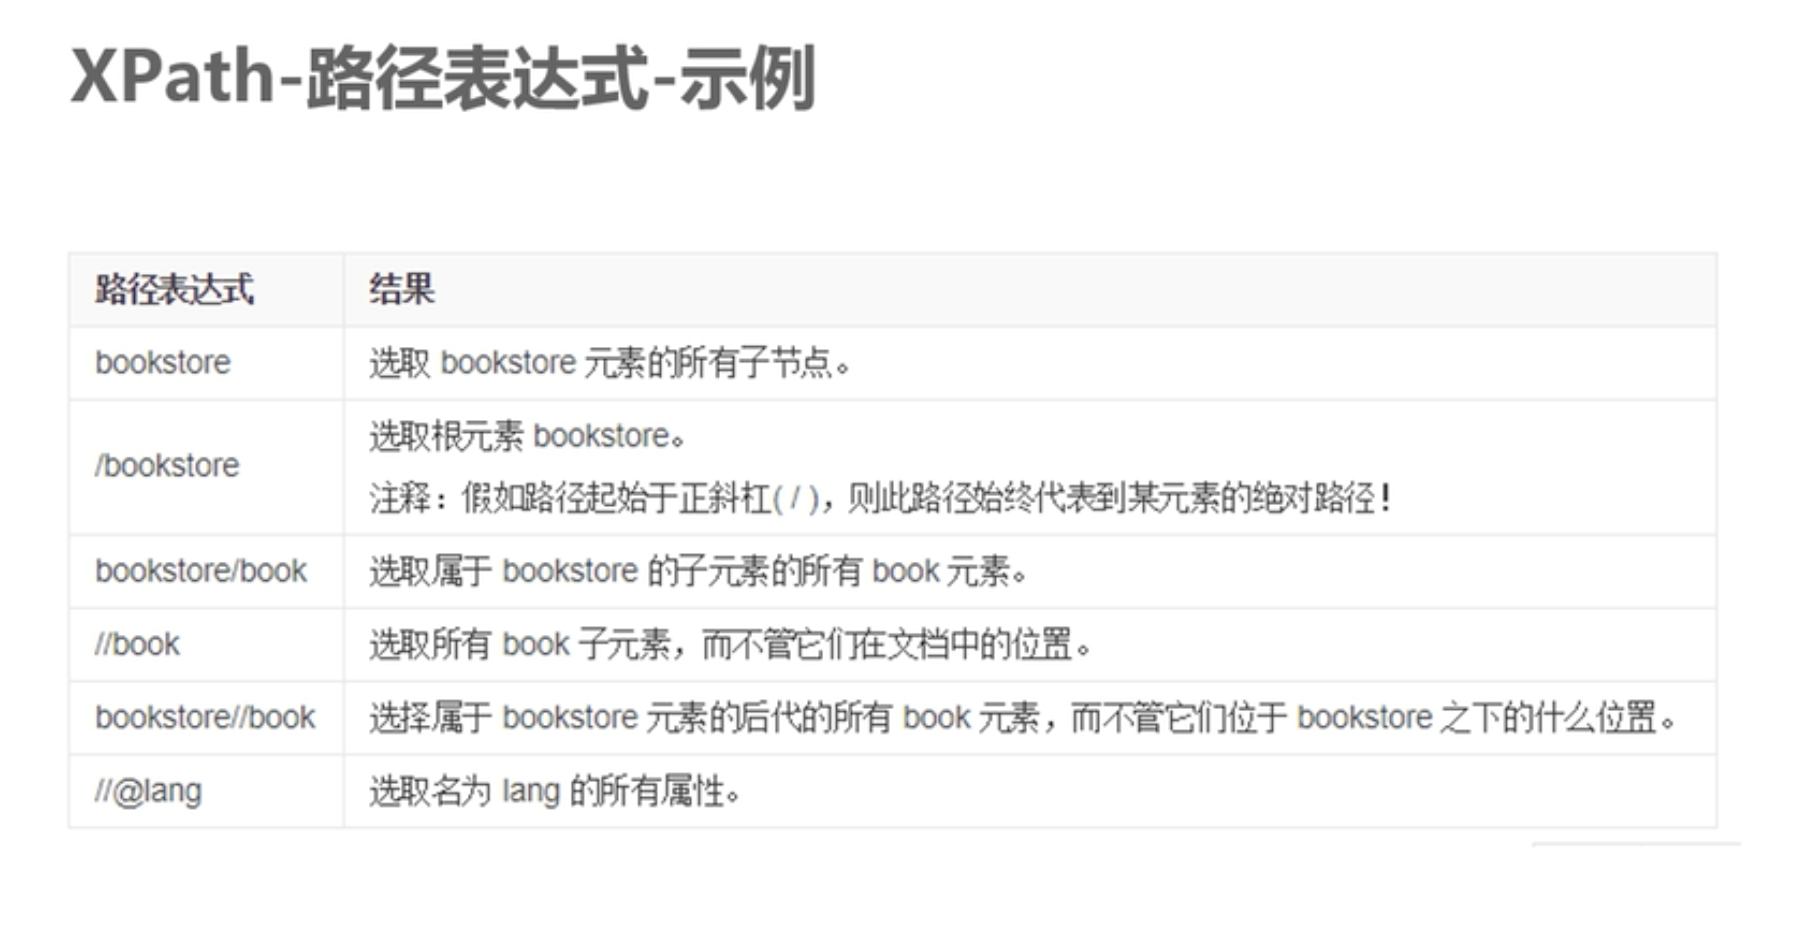 XPath-路径表达式-示例
路径表达式 结果
bookstore 选取 bookstore 元素的所有子节点。
/bookstore 选取根元素 bookstore。
注释：假如路径起始于正斜杠( / )，则此路径始终代表到某元素的绝对路径！
bookstore/book 选取属于 bookstore 的子元素的所有 book 元素。
//book 选取所有 book 子元素，而不管它们在文档中的位置。
bookstore//book 选择属于 bookstore 元素的后代的所有 book 元素，而不管它们位于 bookstore 之下的什么位置。
//@lang 选取名为 lang 的所有属性。